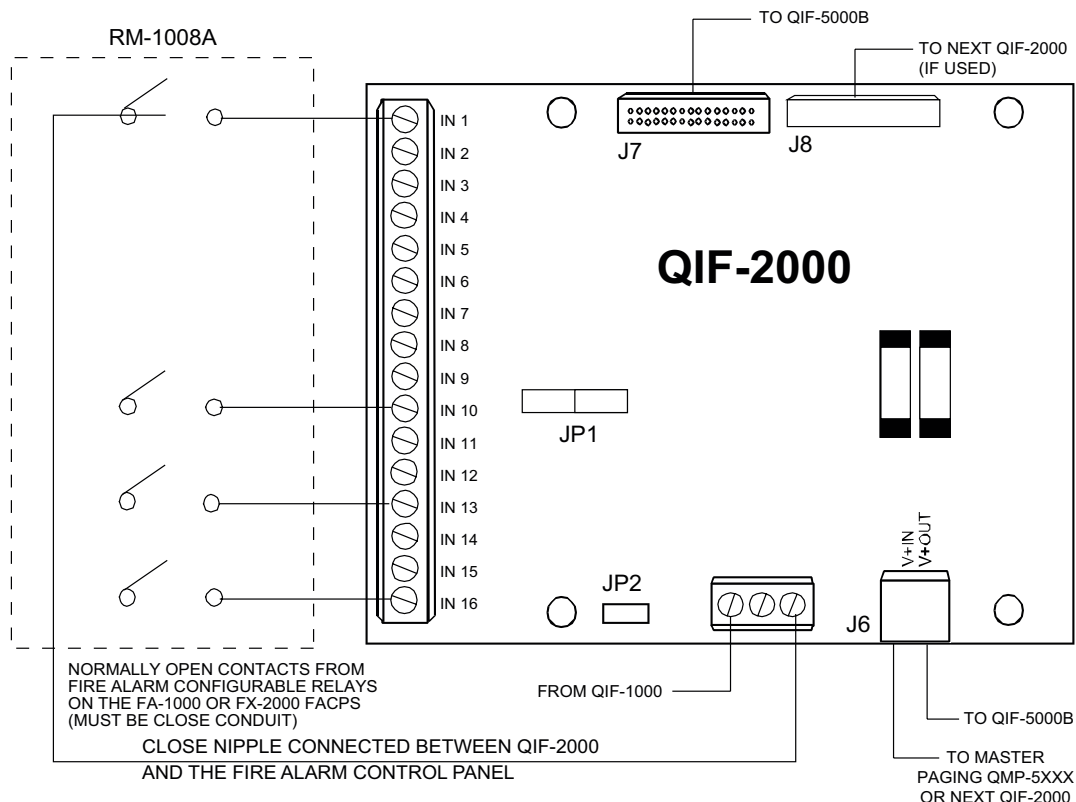 TO QIF-5000B
RM-1008A
TO NEXT QIF-2000
(IF USED)
J7
J8
IN 1
IN 2
IN 3
IN 4
IN 5
IN 6
IN 7
IN 8
IN 9
IN 10
IN 11
IN 12
IN 13
IN 14
IN 15
IN 16
QIF-2000
JP1
JP2
V+IN
V+OUT
J6
NORMALLY OPEN CONTACTS FROM
FIRE ALARM CONFIGURABLE RELAYS
ON THE FA-1000 OR FX-2000 FACPS
(MUST BE CLOSE CONDUIT)
FROM QIF-1000
TO QIF-5000B
CLOSE NIPPLE CONNECTED BETWEEN QIF-2000
AND THE FIRE ALARM CONTROL PANEL
TO MASTER
PAGING QMP-5XXX
OR NEXT QIF-2000